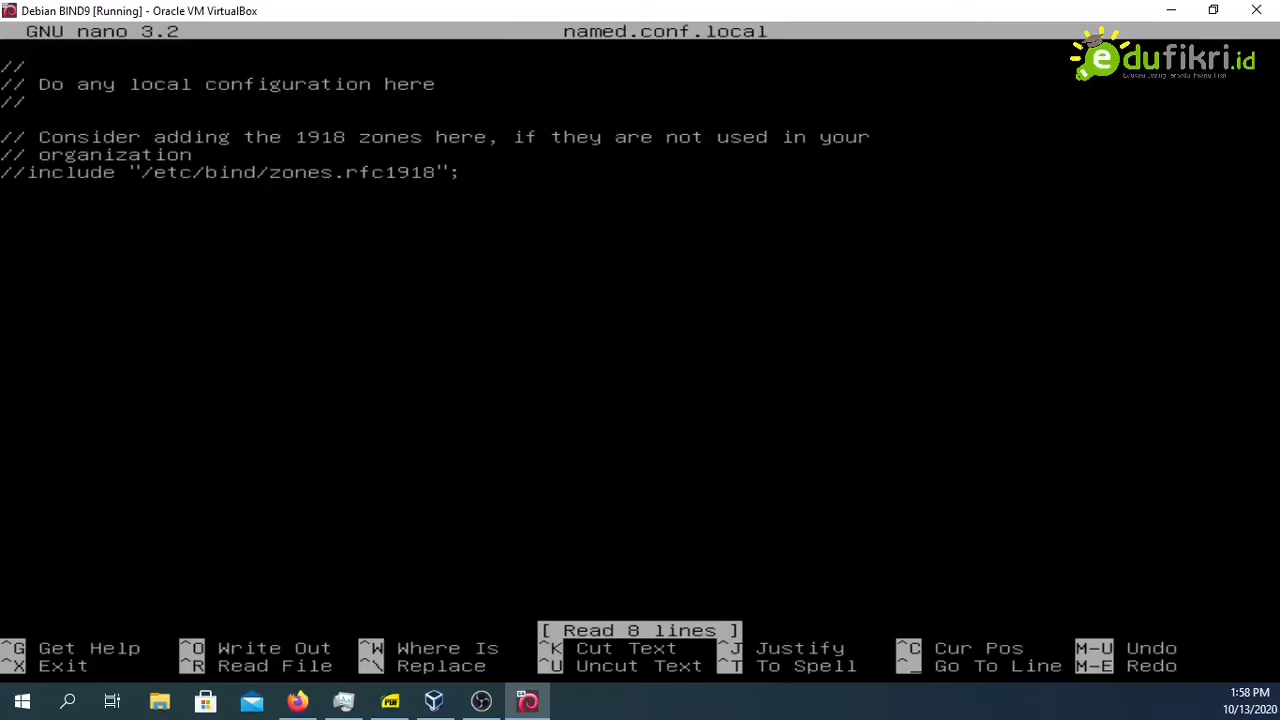 Debian BIND9 [Running] - Oracle VM VirtualBox
GNU nano 3.2 named.conf.local
edufikri.id
//
// Do any local configuration here
//
// Consider adding the 1918 zones here, if they are not used in your
// organization
//include "/etc/bind/zones.rfc1918";
[ Read 8 lines ]
^G Get Help ^O Write Out ^W Where Is ^K Cut Text ^J Justify ^C Cur Pos M-U Undo
^X Exit ^R Read File ^\ Replace ^U Uncut Text ^T To Spell ^_ Go To Line M-E Redo
PDF
1:58 PM
10/13/2020